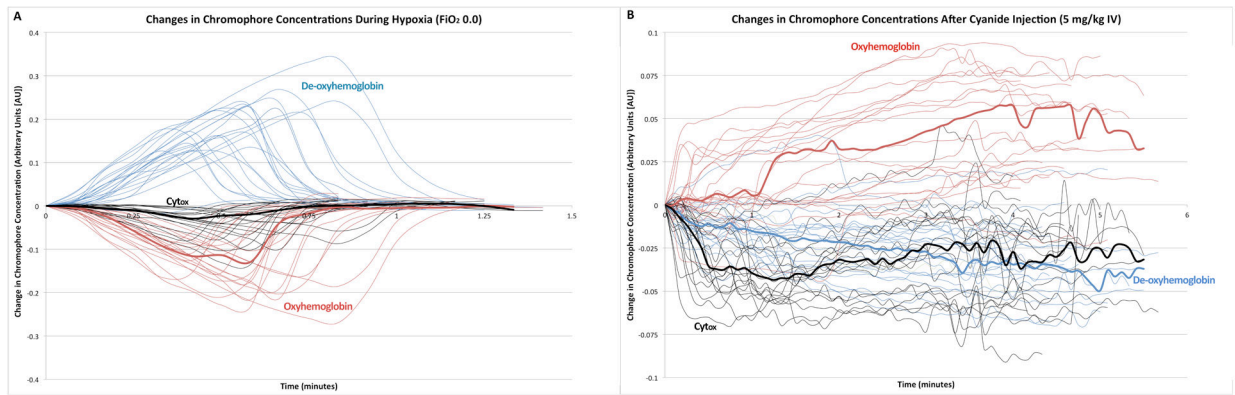 A
Changes in Chromophore Concentrations During Hypoxia (FiO₂ 0.0)
Change in Chromophore Concentration (Arbitrary Units [AU])
0.4
0.3
0.2
0.1
0
-0.1
-0.2
-0.3
-0.4
De-oxyhemoglobin
Cytox
Oxyhemoglobin
0
0.25
0.75
1
1.25
1.5
Time (minutes)
B
Changes in Chromophore Concentrations After Cyanide Injection (5 mg/kg IV)
Change in Chromophore Concentration (Arbitrary Units [AU])
0.1
0.075
0.05
0.025
0
-0.025
-0.05
-0.075
-0.1
Oxyhemoglobin
De-oxyhemoglobin
Cytox
0
2
3
4
5
6
Time (minutes)